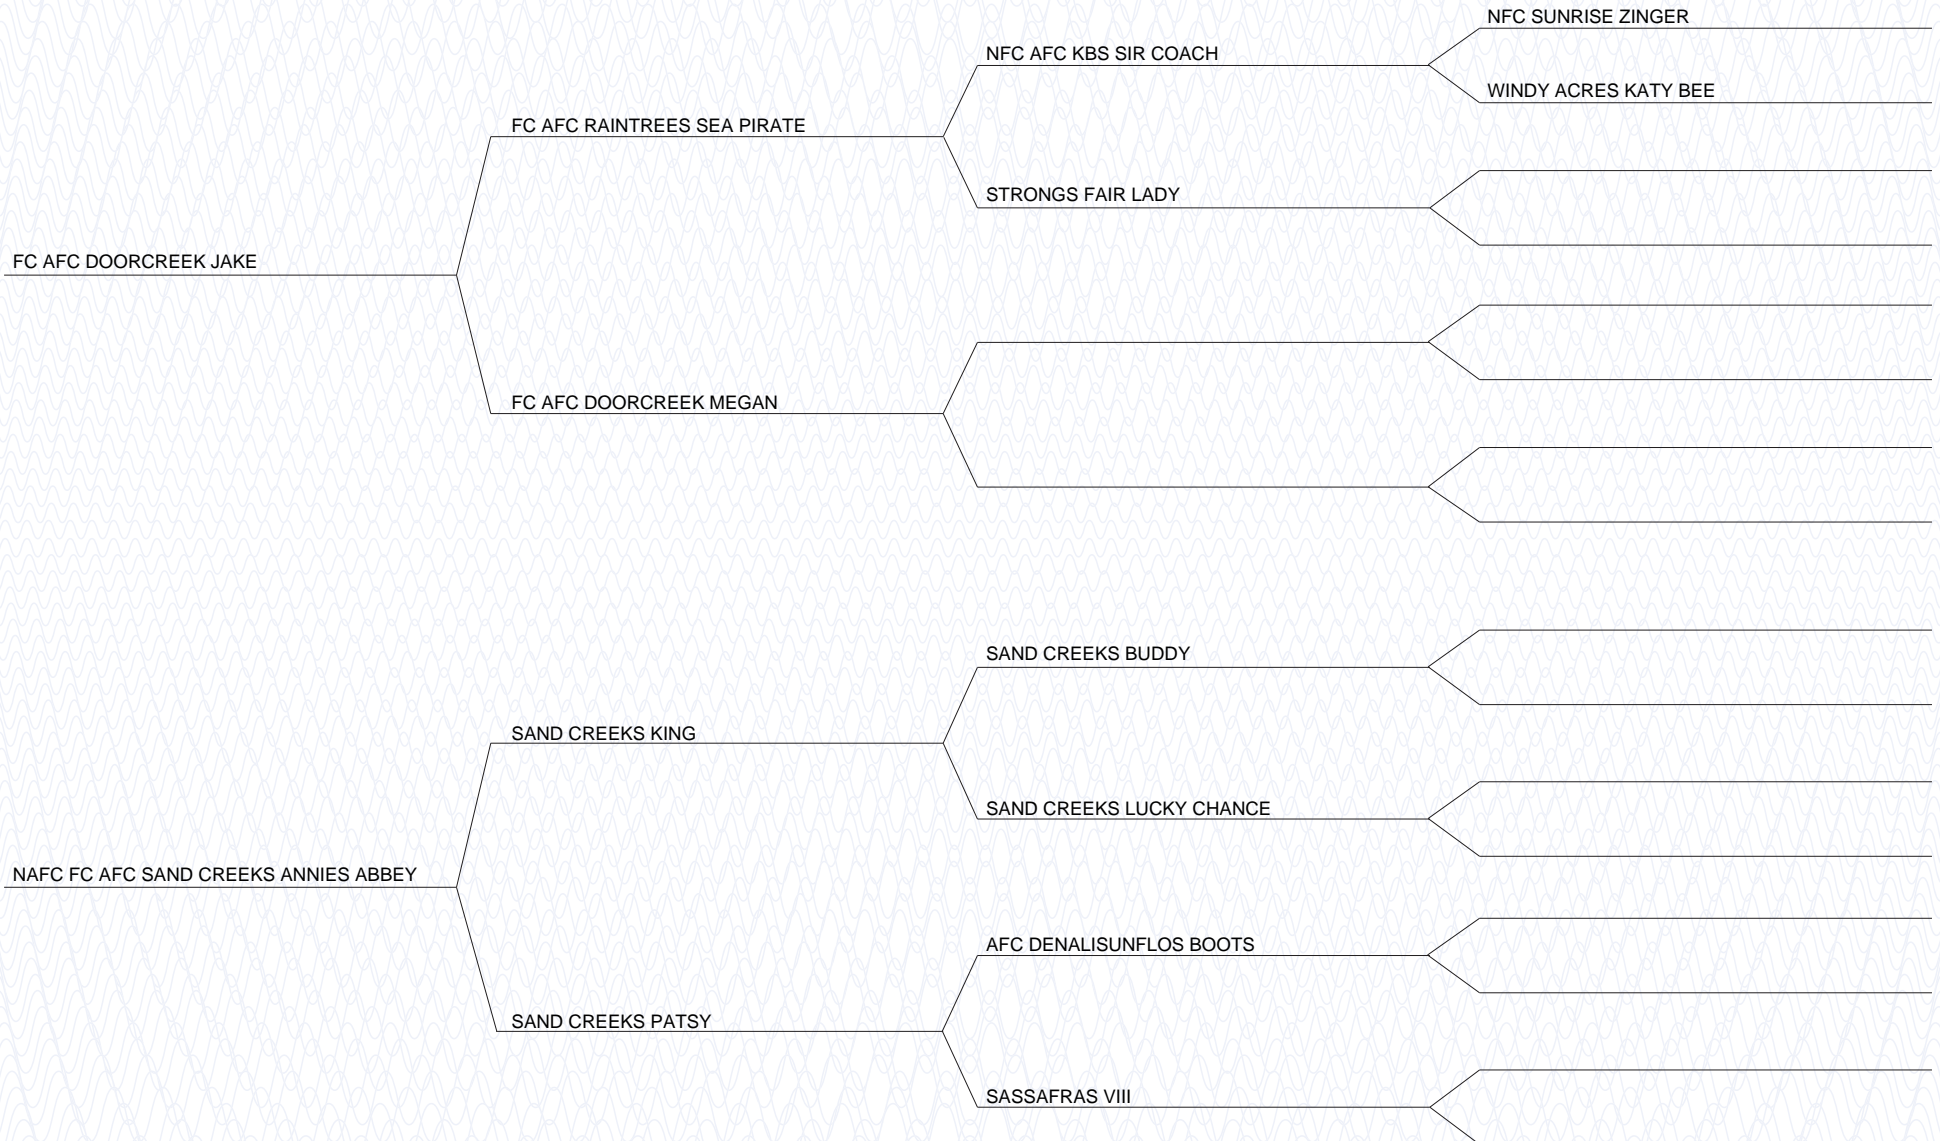 NFC SUNRISE ZINGER
NFC AFC KBS SIR COACH
WINDY ACRES KATY BEE
FC AFC RAINTREES SEA PIRATE
STRONGS FAIR LADY
FC AFC DOORCREEK JAKE
FC AFC DOORCREEK MEGAN
SAND CREEKS BUDDY
SAND CREEKS KING
SAND CREEKS LUCKY CHANCE
NAFC FC AFC SAND CREEKS ANNIES ABBEY
AFC DENALISUNFLOS BOOTS
SAND CREEKS PATSY
SASSAFRAS VIII